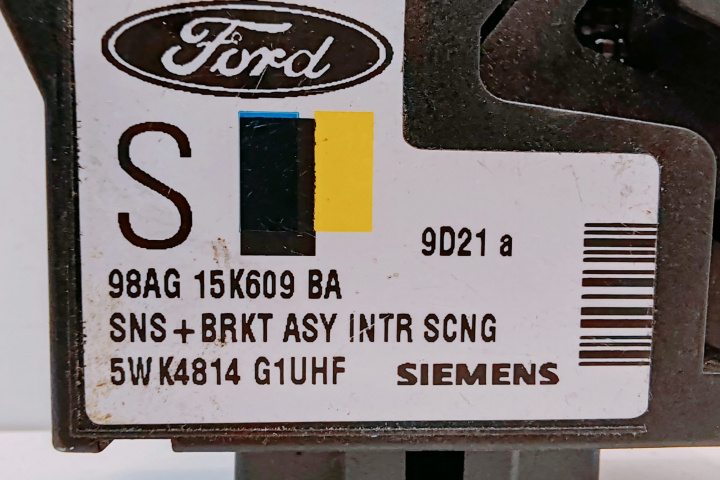 Ford
S
9D21 a
98AG 15K609 BA
SNS+BRKT ASY INTR SCNG
5WK4814 G1UHF SIEMENS